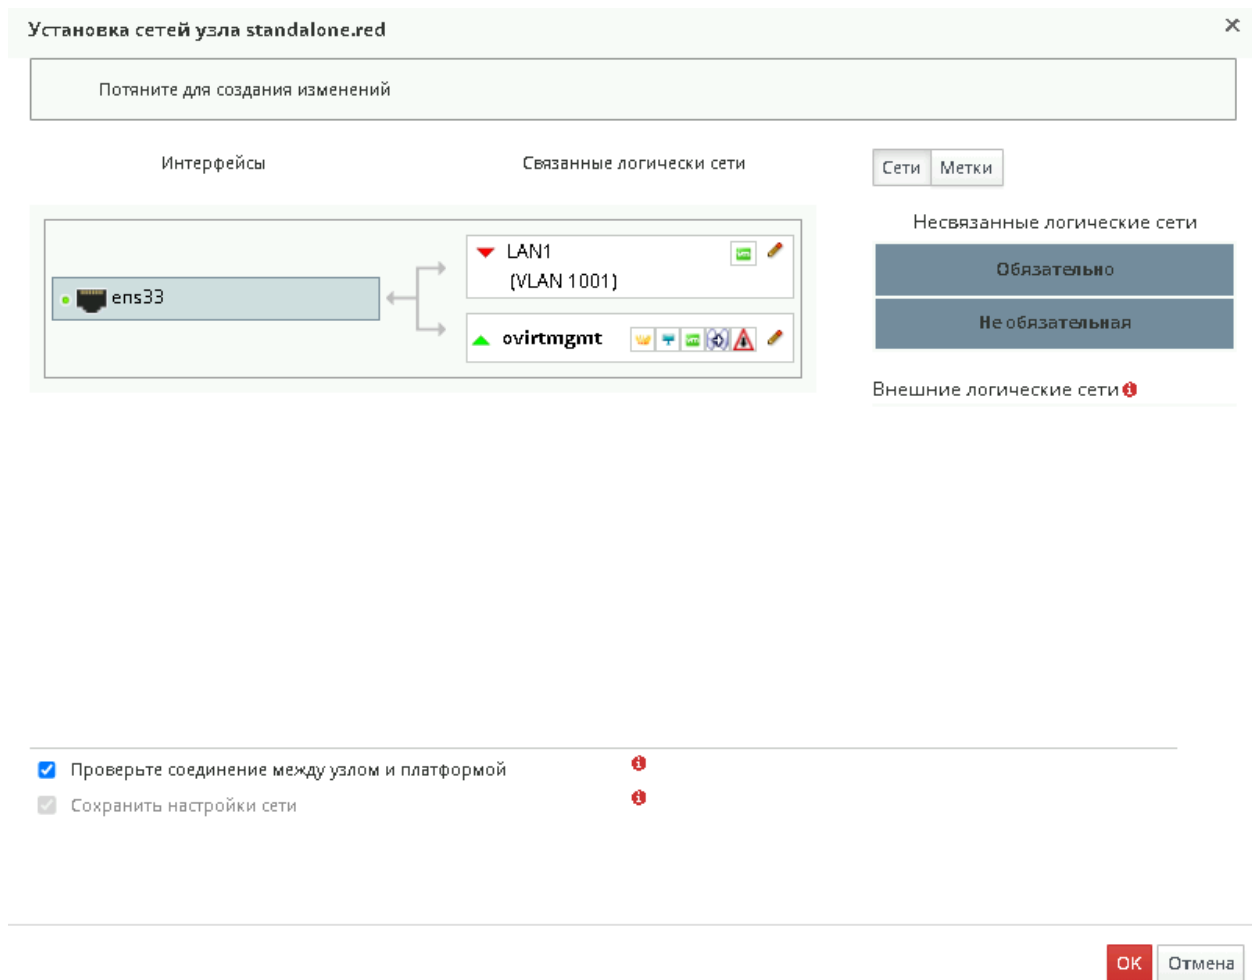 Установка сетей узла standalone.red
Потяните для создания изменений
Интерфейсы
Связанные логически сети
Сети
Метки
Несвязанные логические сети
Обязательно
Не обязательная
Внешние логические сети
ens33
LAN1
(VLAN 1001)
ovirtmgmt
Проверьте соединение между узлом и платформой
Сохранить настройки сети
OK
Отмена